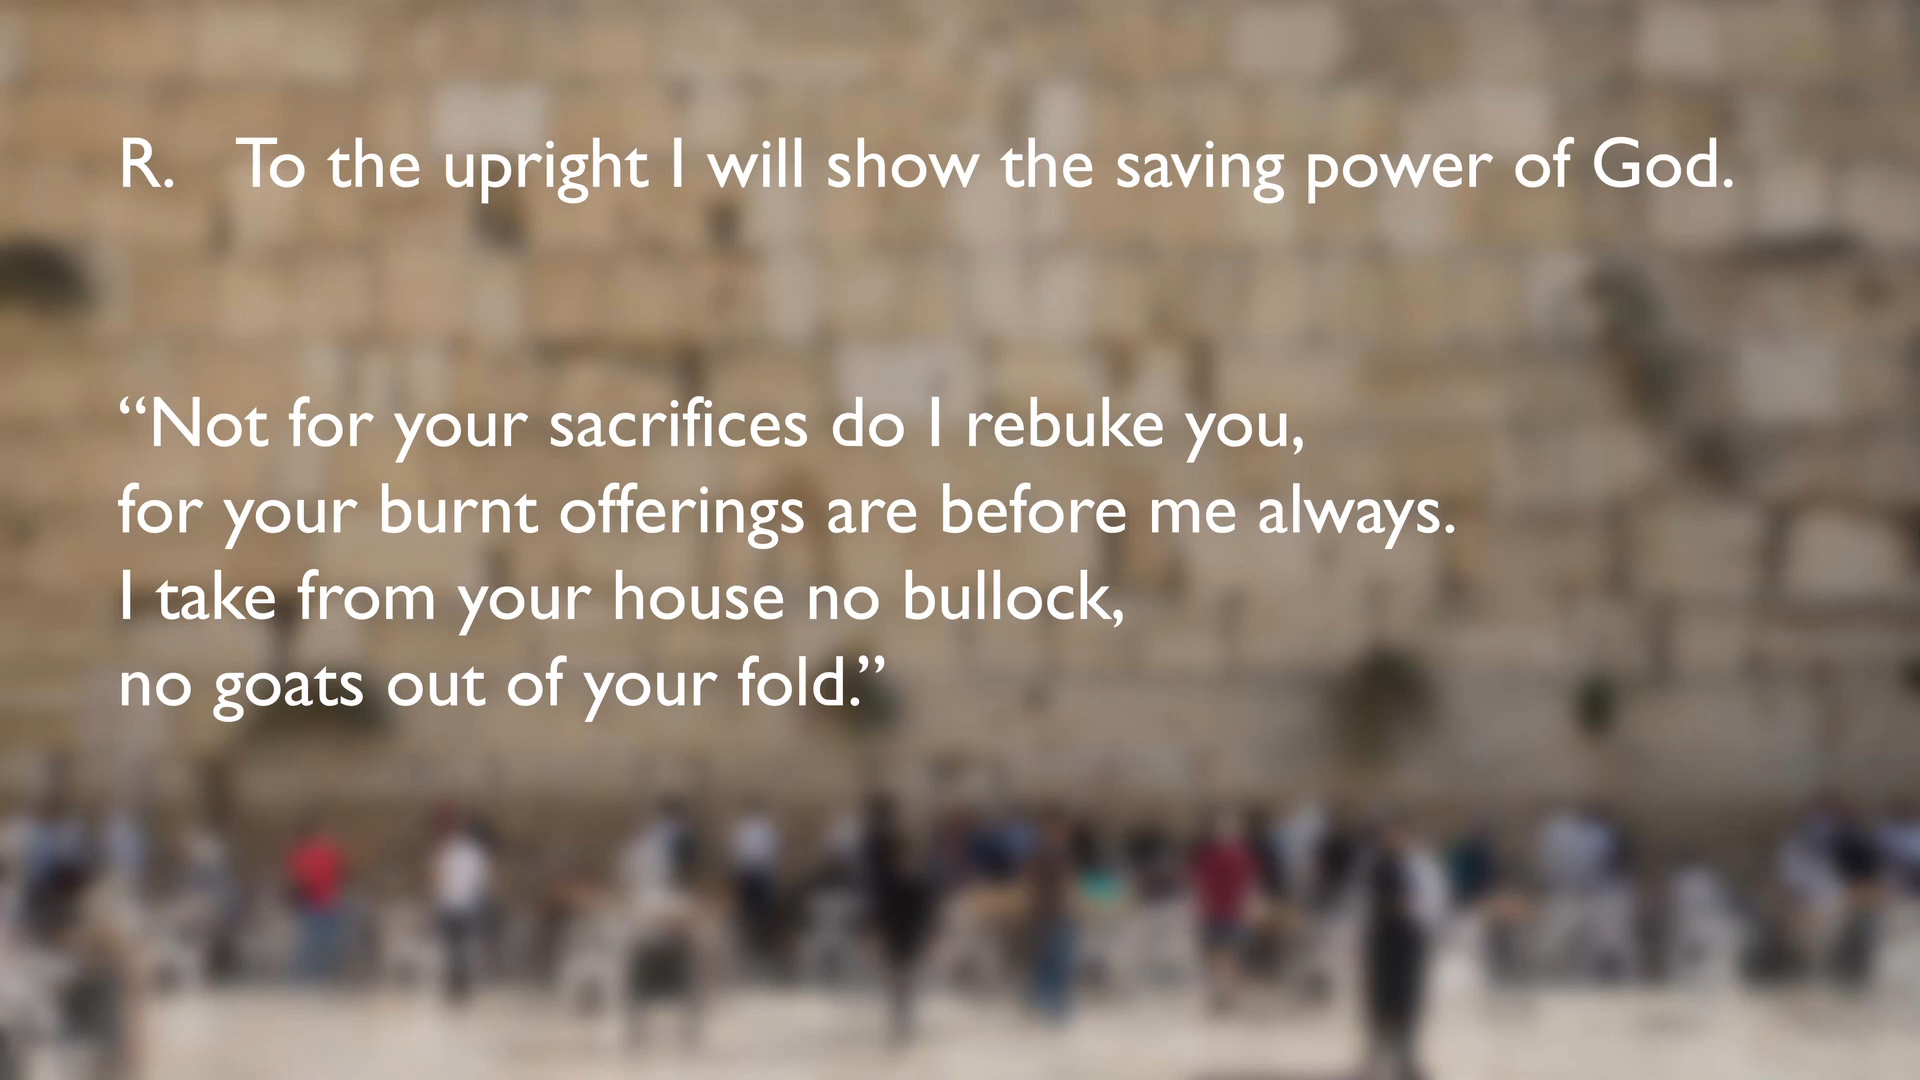 R. To the upright I will show the saving power of God.
“Not for your sacrifices do I rebuke you,
for your burnt offerings are before me always.
I take from your house no bullock,
no goats out of your fold.”